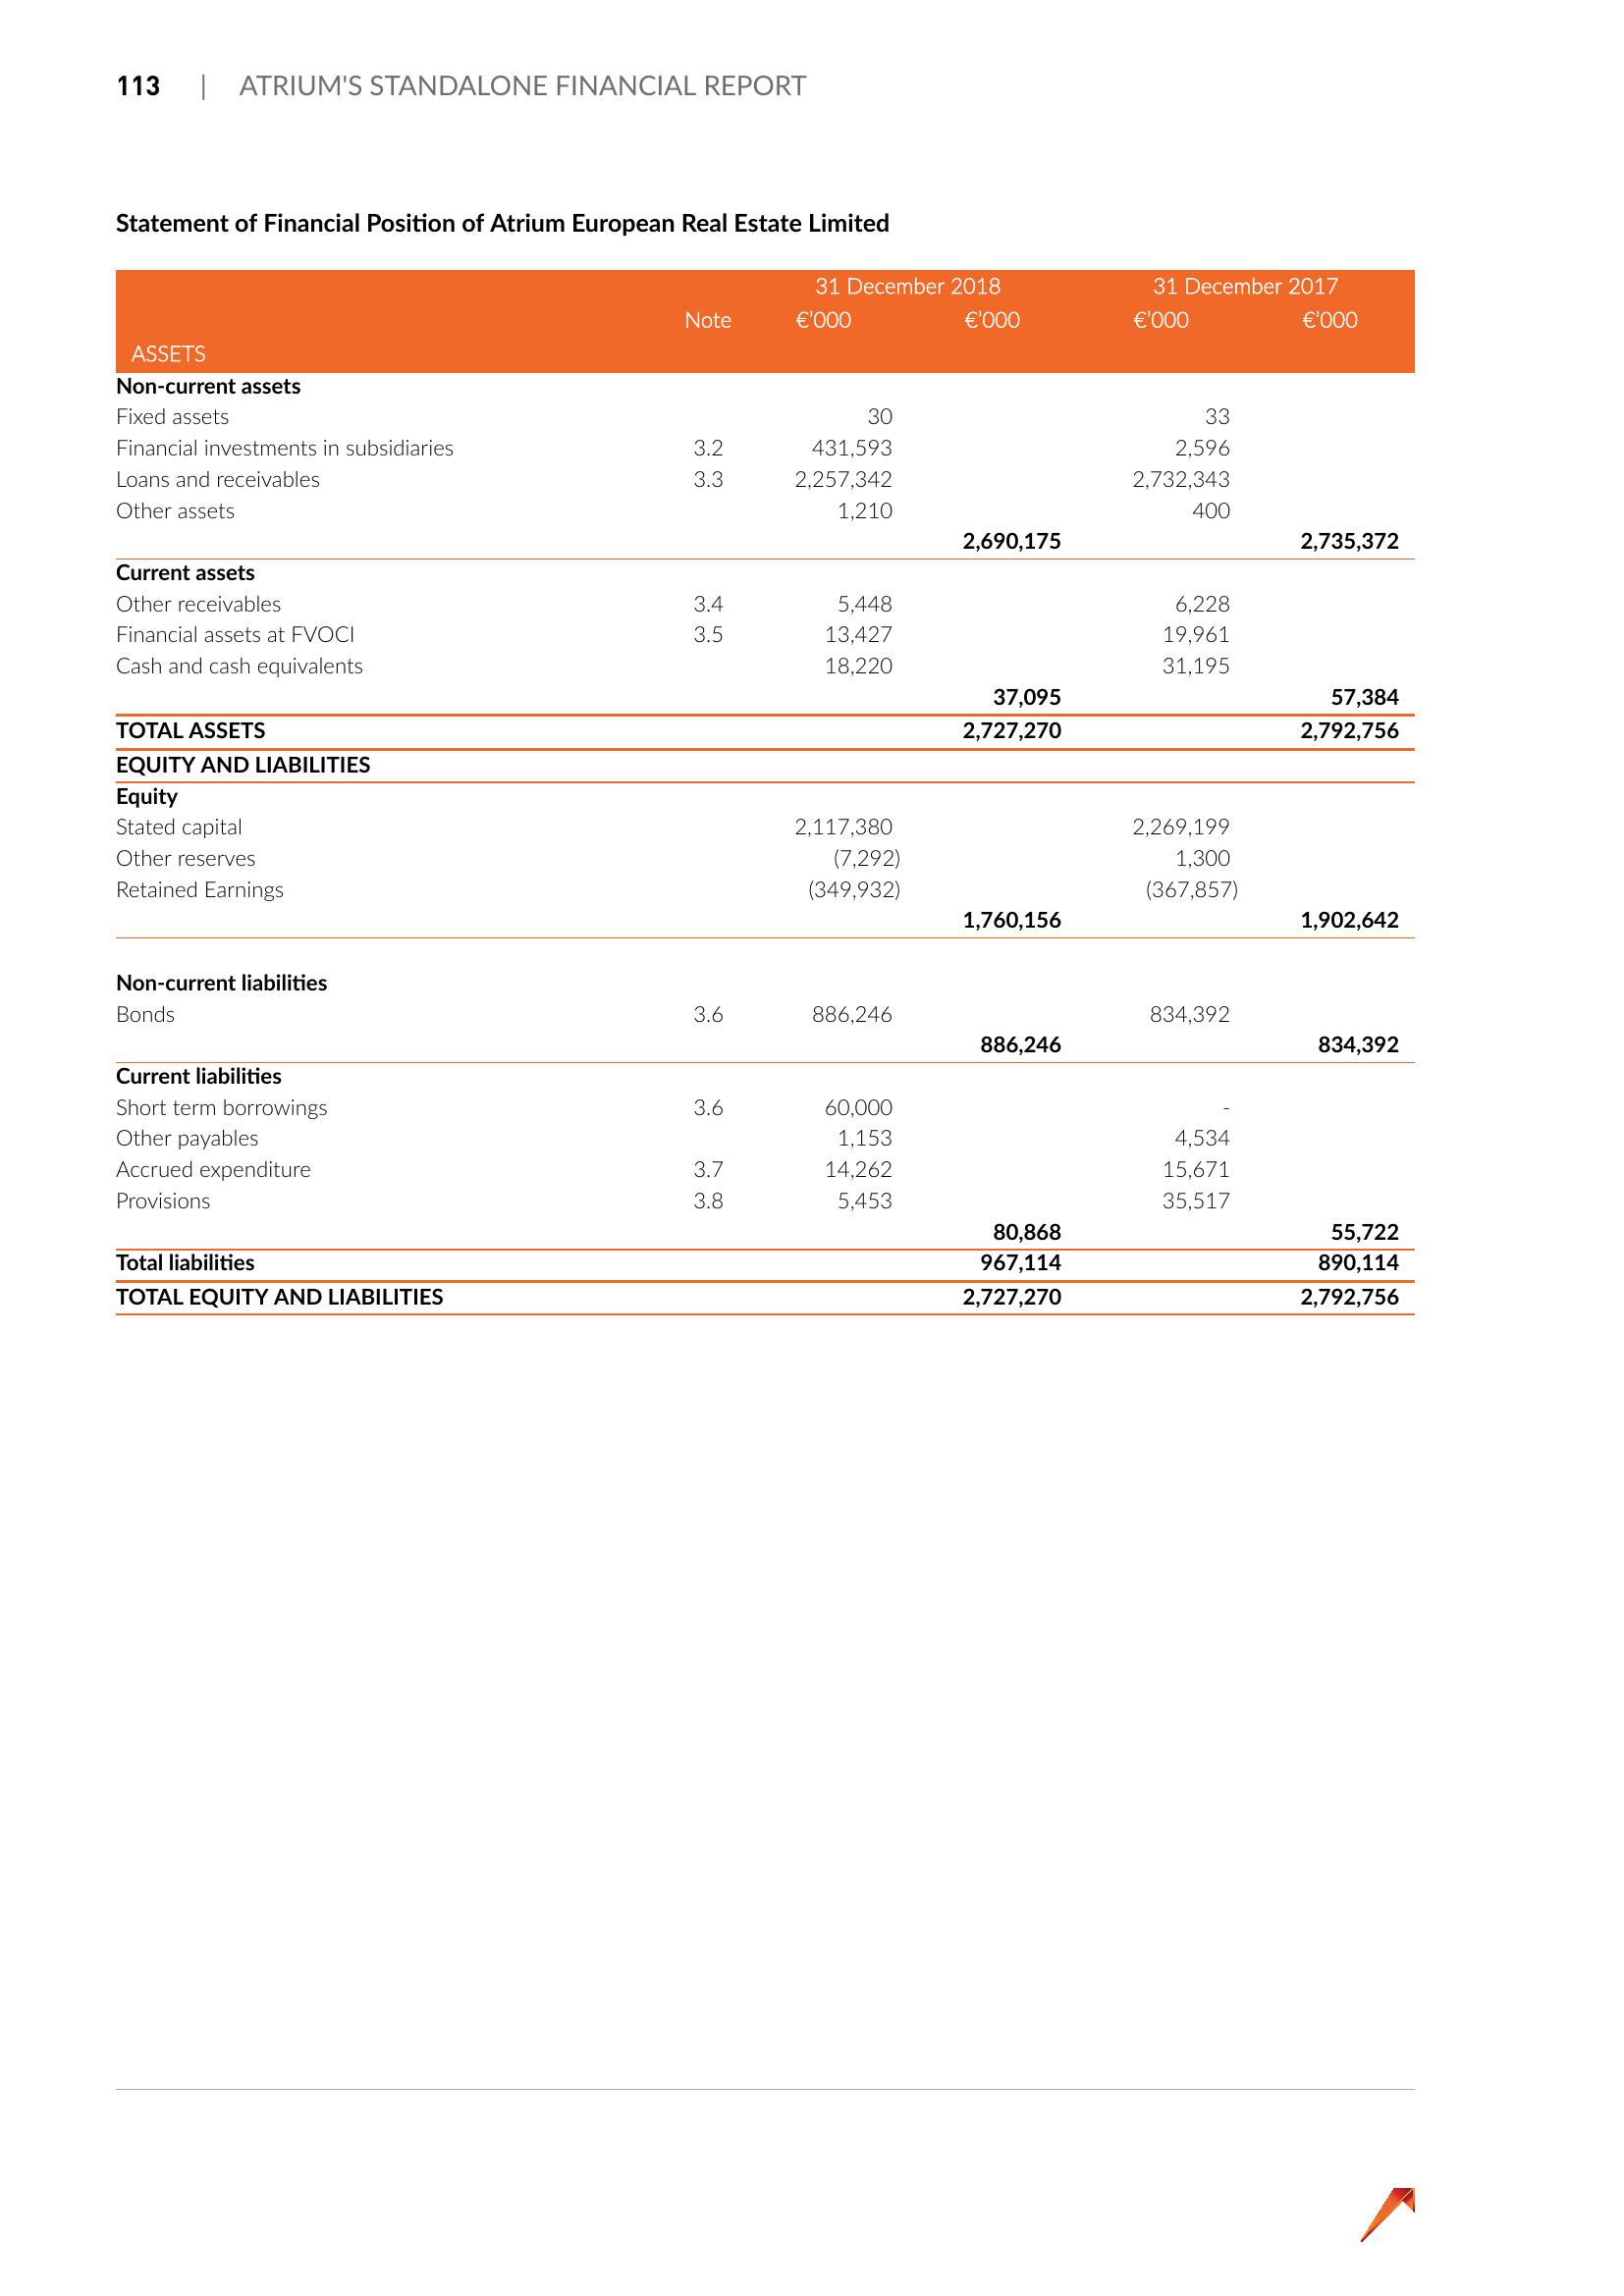 113 | ATRIUM'S STANDALONE FINANCIAL REPORT
Statement of Financial Position of Atrium European Real Estate Limited
31 December 2018 31 December 2017
Note €’000 €’000 €’000 €’000
ASSETS
Non-current assets
Fixed assets 30 33
Financial investments in subsidiaries 3.2 431,593 2,596
Loans and receivables 3.3 2,257,342 2,732,343
Other assets 1,210 400
2,690,175 2,735,372
Current assets
Other receivables 3.4 5,448 6,228
Financial assets at FVOCI 3.5 13,427 19,961
Cash and cash equivalents 18,220 31,195
37,095 57,384
TOTAL ASSETS 2,727,270 2,792,756
EQUITY AND LIABILITIES
Equity
Stated capital 2,117,380 2,269,199
Other reserves (7,292) 1,300
Retained Earnings (349,932) (367,857)
1,760,156 1,902,642
Non-current liabilities
Bonds 3.6 886,246 834,392
886,246 834,392
Current liabilities
Short term borrowings 3.6 60,000 -
Other payables 1,153 4,534
Accrued expenditure 3.7 14,262 15,671
Provisions 3.8 5,453 35,517
80,868 55,722
Total liabilities 967,114 890,114
TOTAL EQUITY AND LIABILITIES 2,727,270 2,792,756